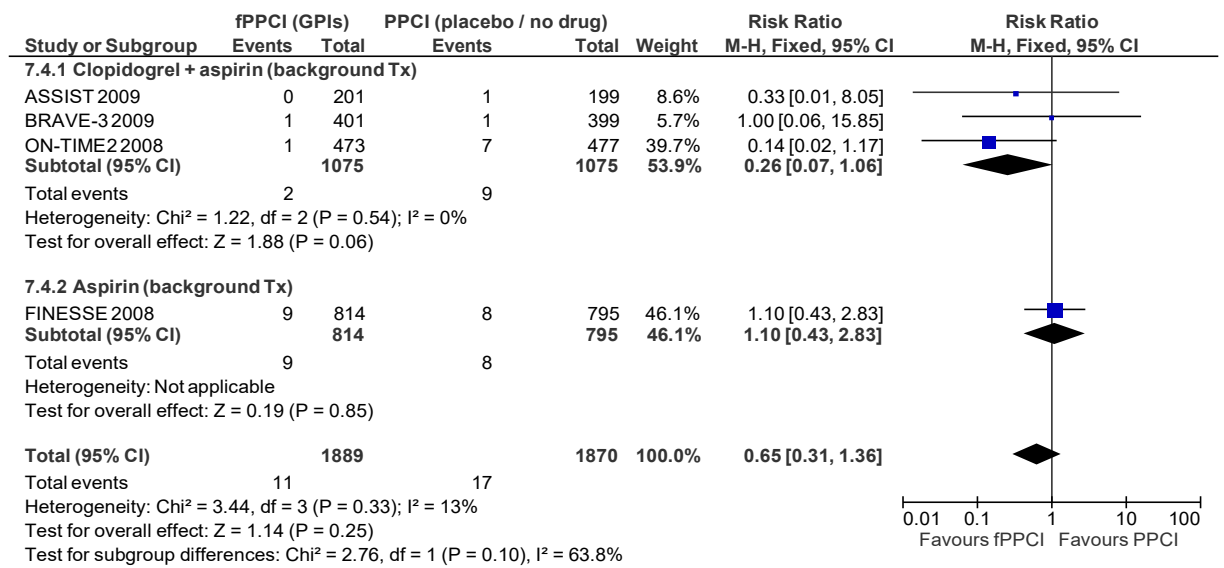 fPPCI (GPIs) PPCI (placebo / no drug) Risk Ratio Risk Ratio
Study or Subgroup Events Total Events Total Weight M-H, Fixed, 95% CI M-H, Fixed, 95% CI
7.4.1 Clopidogrel + aspirin (background Tx)
ASSIST 2009 0 201 1 199 8.6% 0.33 [0.01, 8.05]
BRAVE-3 2009 1 401 1 399 5.7% 1.00 [0.06, 15.85]
ON-TIME2 2008 1 473 7 477 39.7% 0.14 [0.02, 1.17]
Subtotal (95% CI) 1075 1075 53.9% 0.26 [0.07, 1.06]
Total events 2 9
Heterogeneity: Chi² = 1.22, df = 2 (P = 0.54); I² = 0%
Test for overall effect: Z = 1.88 (P = 0.06)
7.4.2 Aspirin (background Tx)
FINESSE 2008 9 814 8 795 46.1% 1.10 [0.43, 2.83]
Subtotal (95% CI) 814 795 46.1% 1.10 [0.43, 2.83]
Total events 9 8
Heterogeneity: Not applicable
Test for overall effect: Z = 0.19 (P = 0.85)
Total (95% CI) 1889 1870 100.0% 0.65 [0.31, 1.36]
Total events 11 17
Heterogeneity: Chi² = 3.44, df = 3 (P = 0.33); I² = 13%
Test for overall effect: Z = 1.14 (P = 0.25)
Test for subgroup differences: Chi² = 2.76, df = 1 (P = 0.10), I² = 63.8%
0.01 0.1 1 10 100
Favours fPPCI Favours PPCI